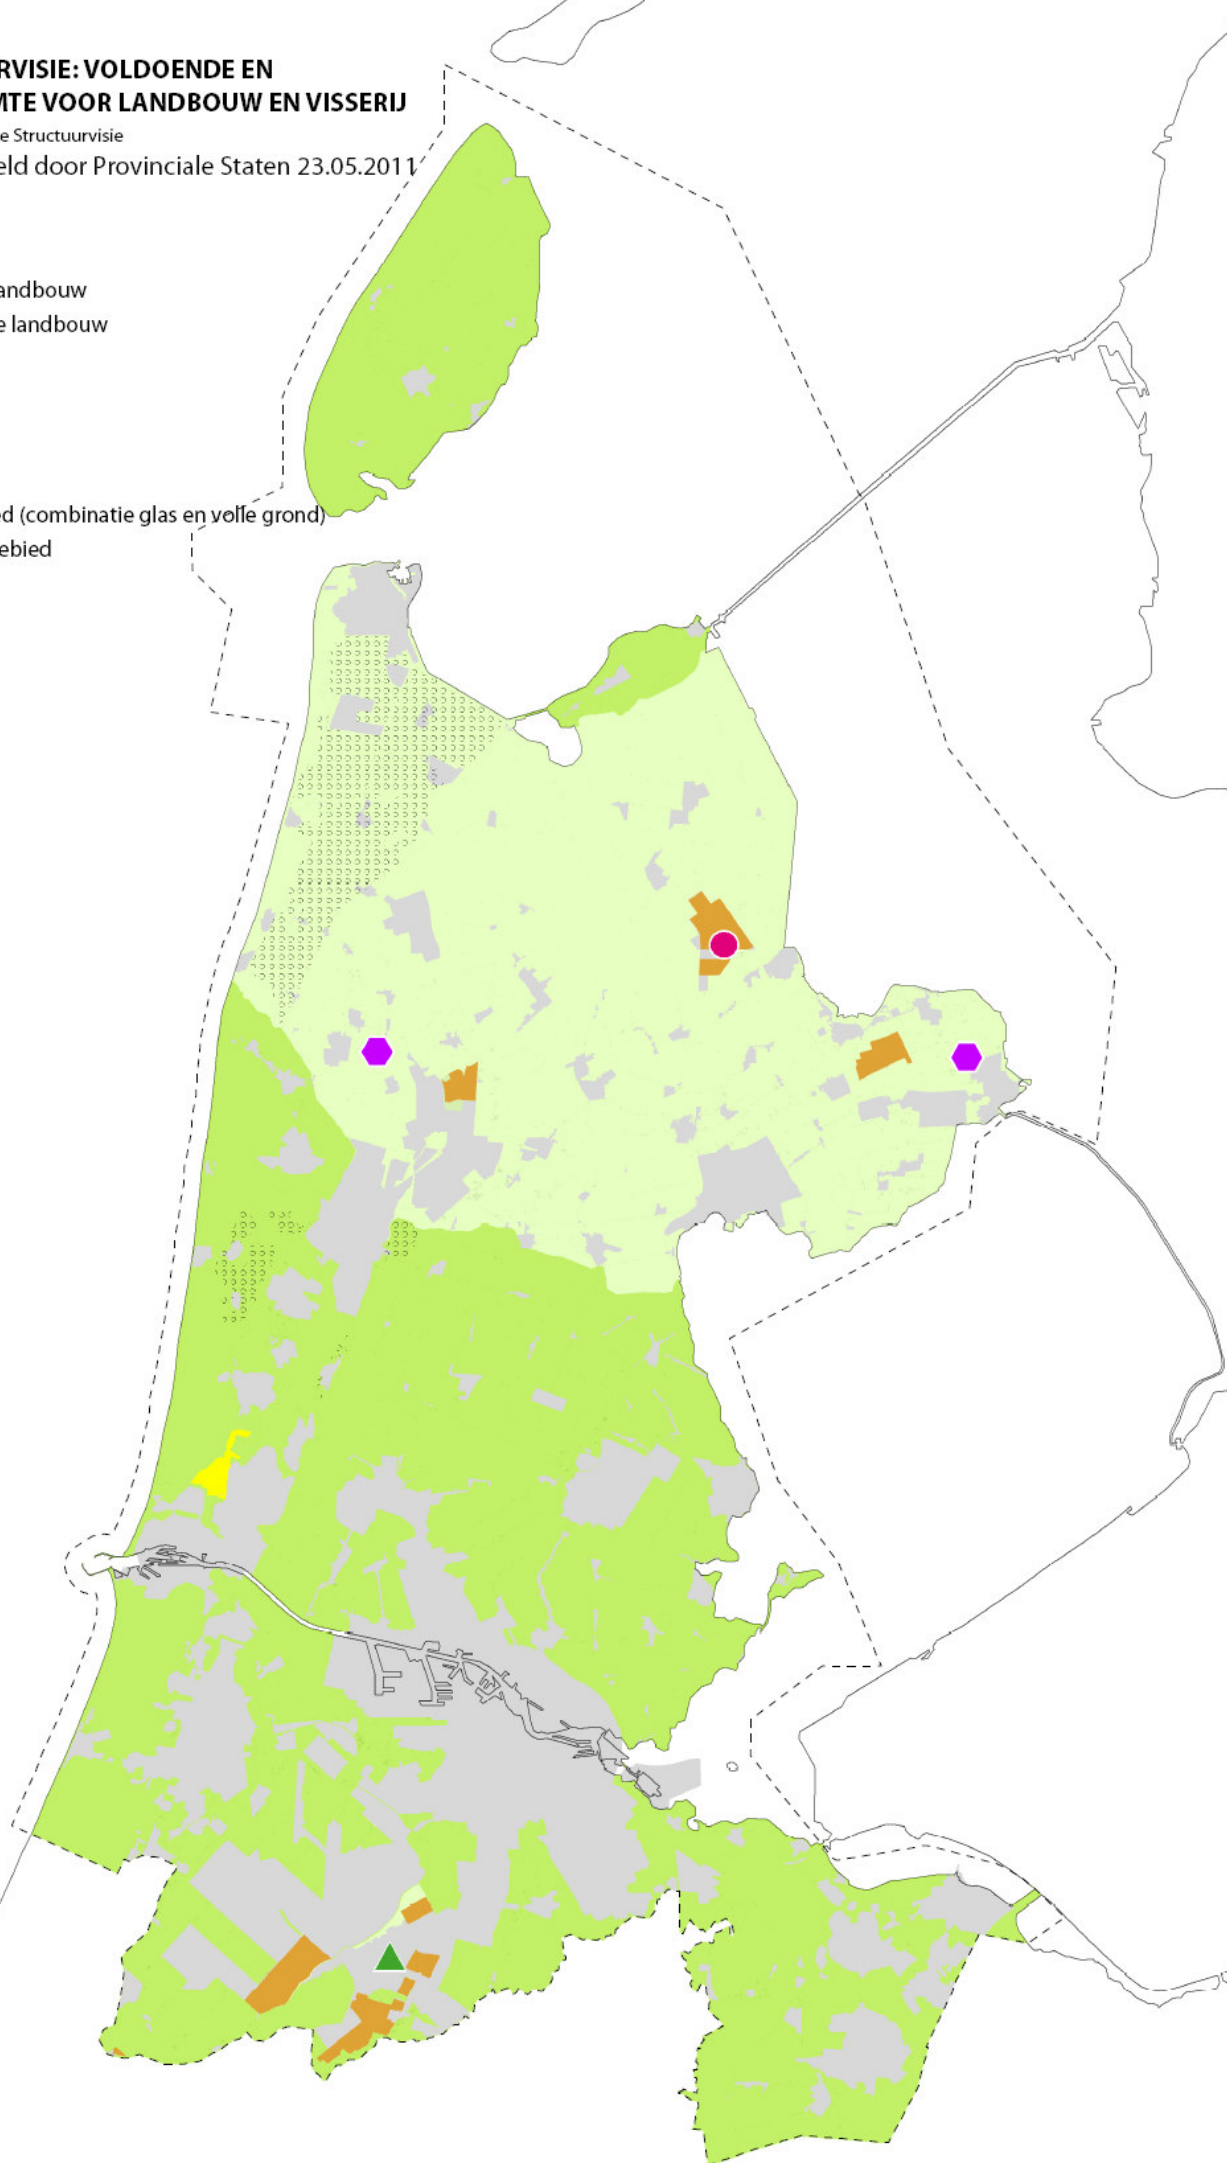 RVISIE: VOLDOENDE EN
MTE VOOR LANDBOUW EN VISSERIJ
e Structuurvisie
eld door Provinciale Staten 23.05.2011
andbouw
e landbouw
ed (combinatie glas en volle grond)
ebied